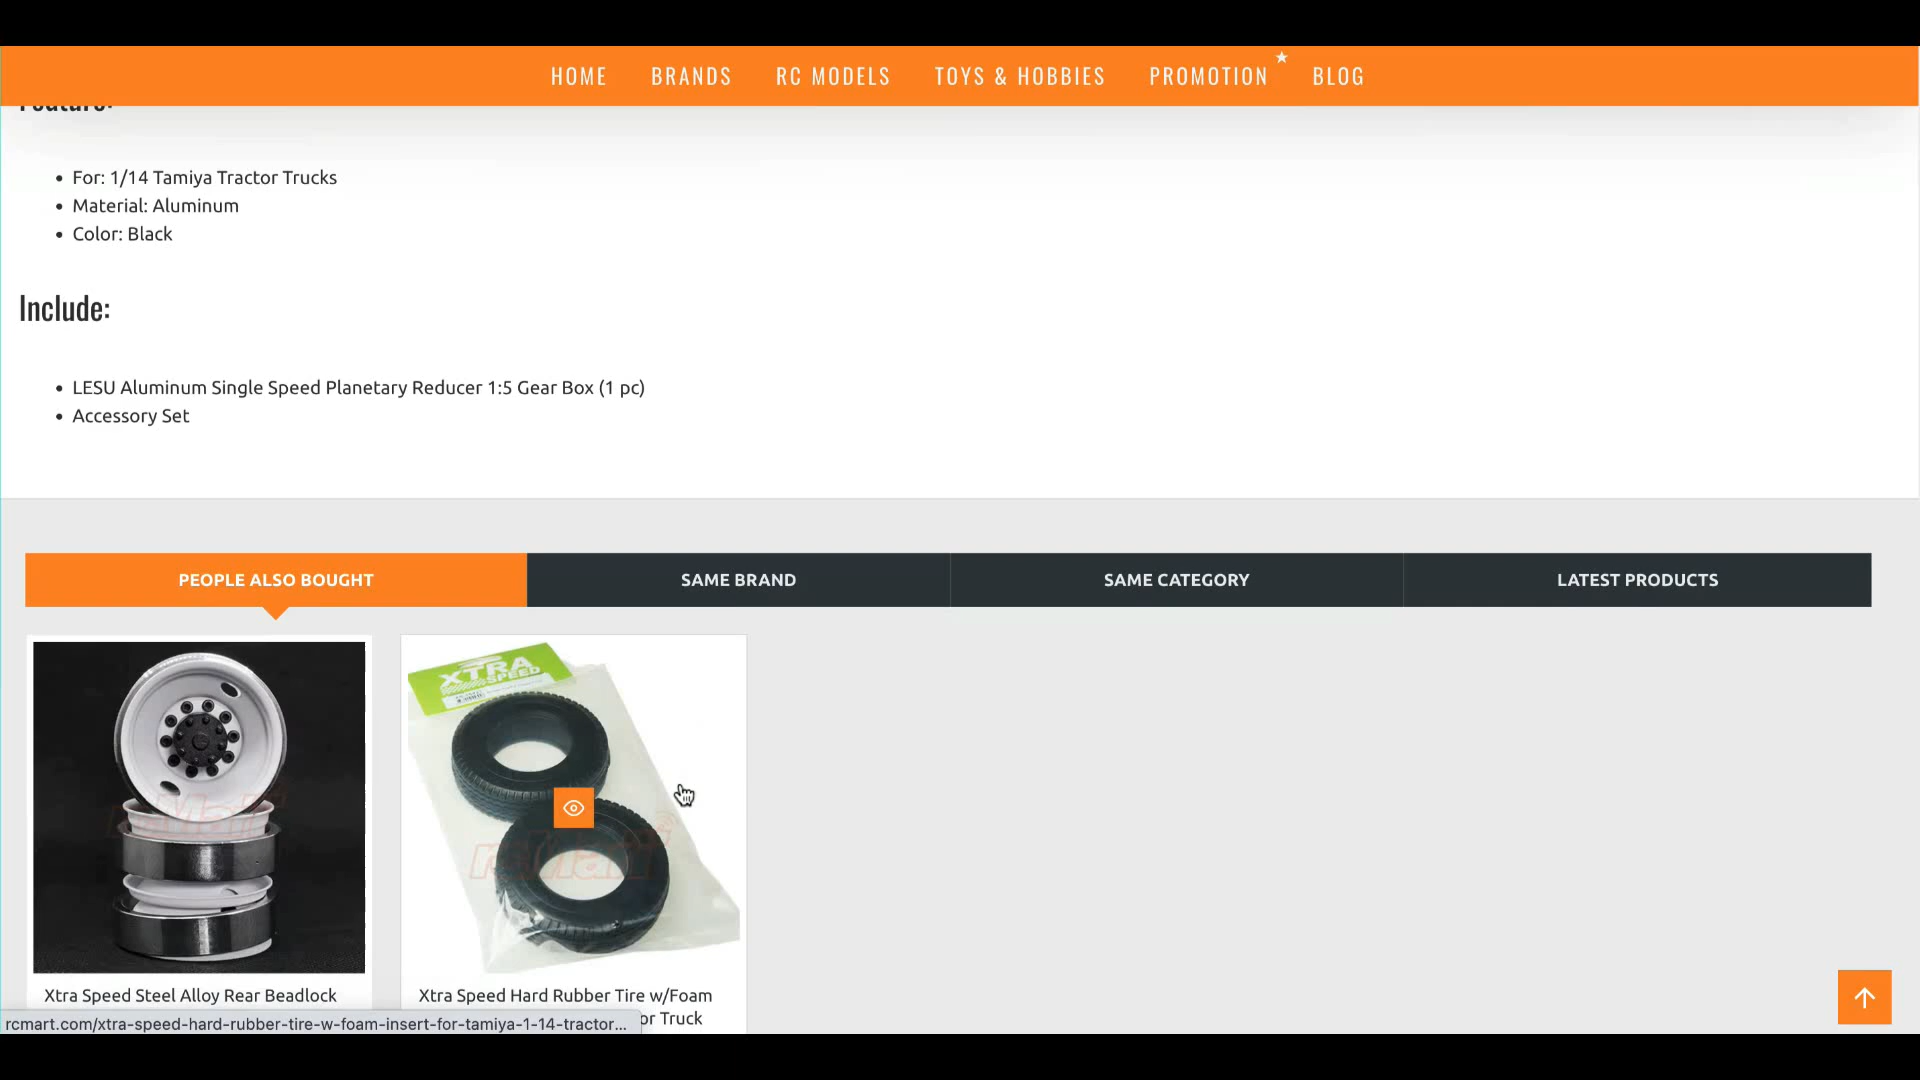 HOME BRANDS RC MODELS TOYS & HOBBIES PROMOTION BLOG
Feature:
For: 1/14 Tamiya Tractor Trucks
Material: Aluminum
Color: Black
Include:
LESU Aluminum Single Speed Planetary Reducer 1:5 Gear Box (1 pc)
Accessory Set
PEOPLE ALSO BOUGHT SAME BRAND SAME CATEGORY LATEST PRODUCTS
XTRA
SPEED
rcMart
rcMart
Xtra Speed Steel Alloy Rear Beadlock
Xtra Speed Hard Rubber Tire w/Foam
or Truck
rcmart.com/xtra-speed-hard-rubber-tire-w-foam-insert-for-tamiya-1-14-tractor...